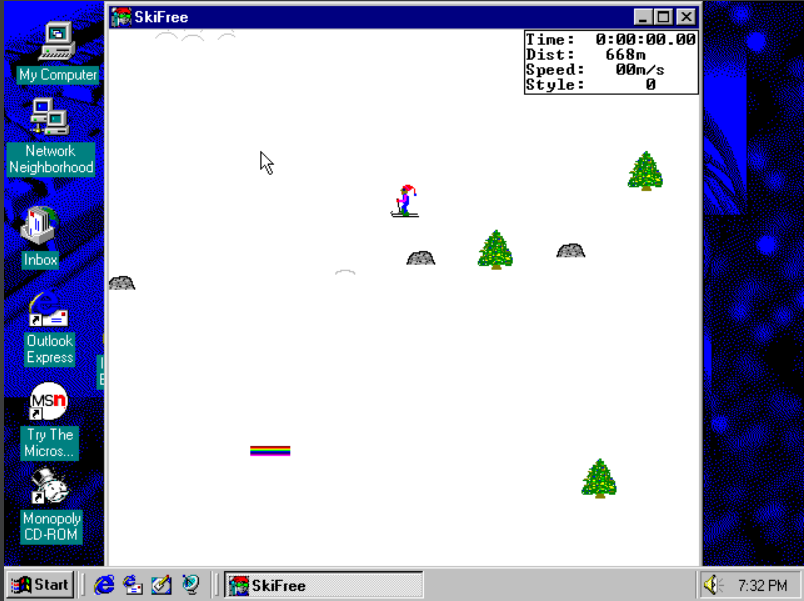 SkiFree
Time: 0:00:00.00
Dist: 668m
Speed: 00m/s
Style: 0
My Computer
Network
Neighborhood
Inbox
Outlook
Express
MSN
Try The
Micros...
Monopoly
CD-ROM
Start
SkiFree
7:32 PM